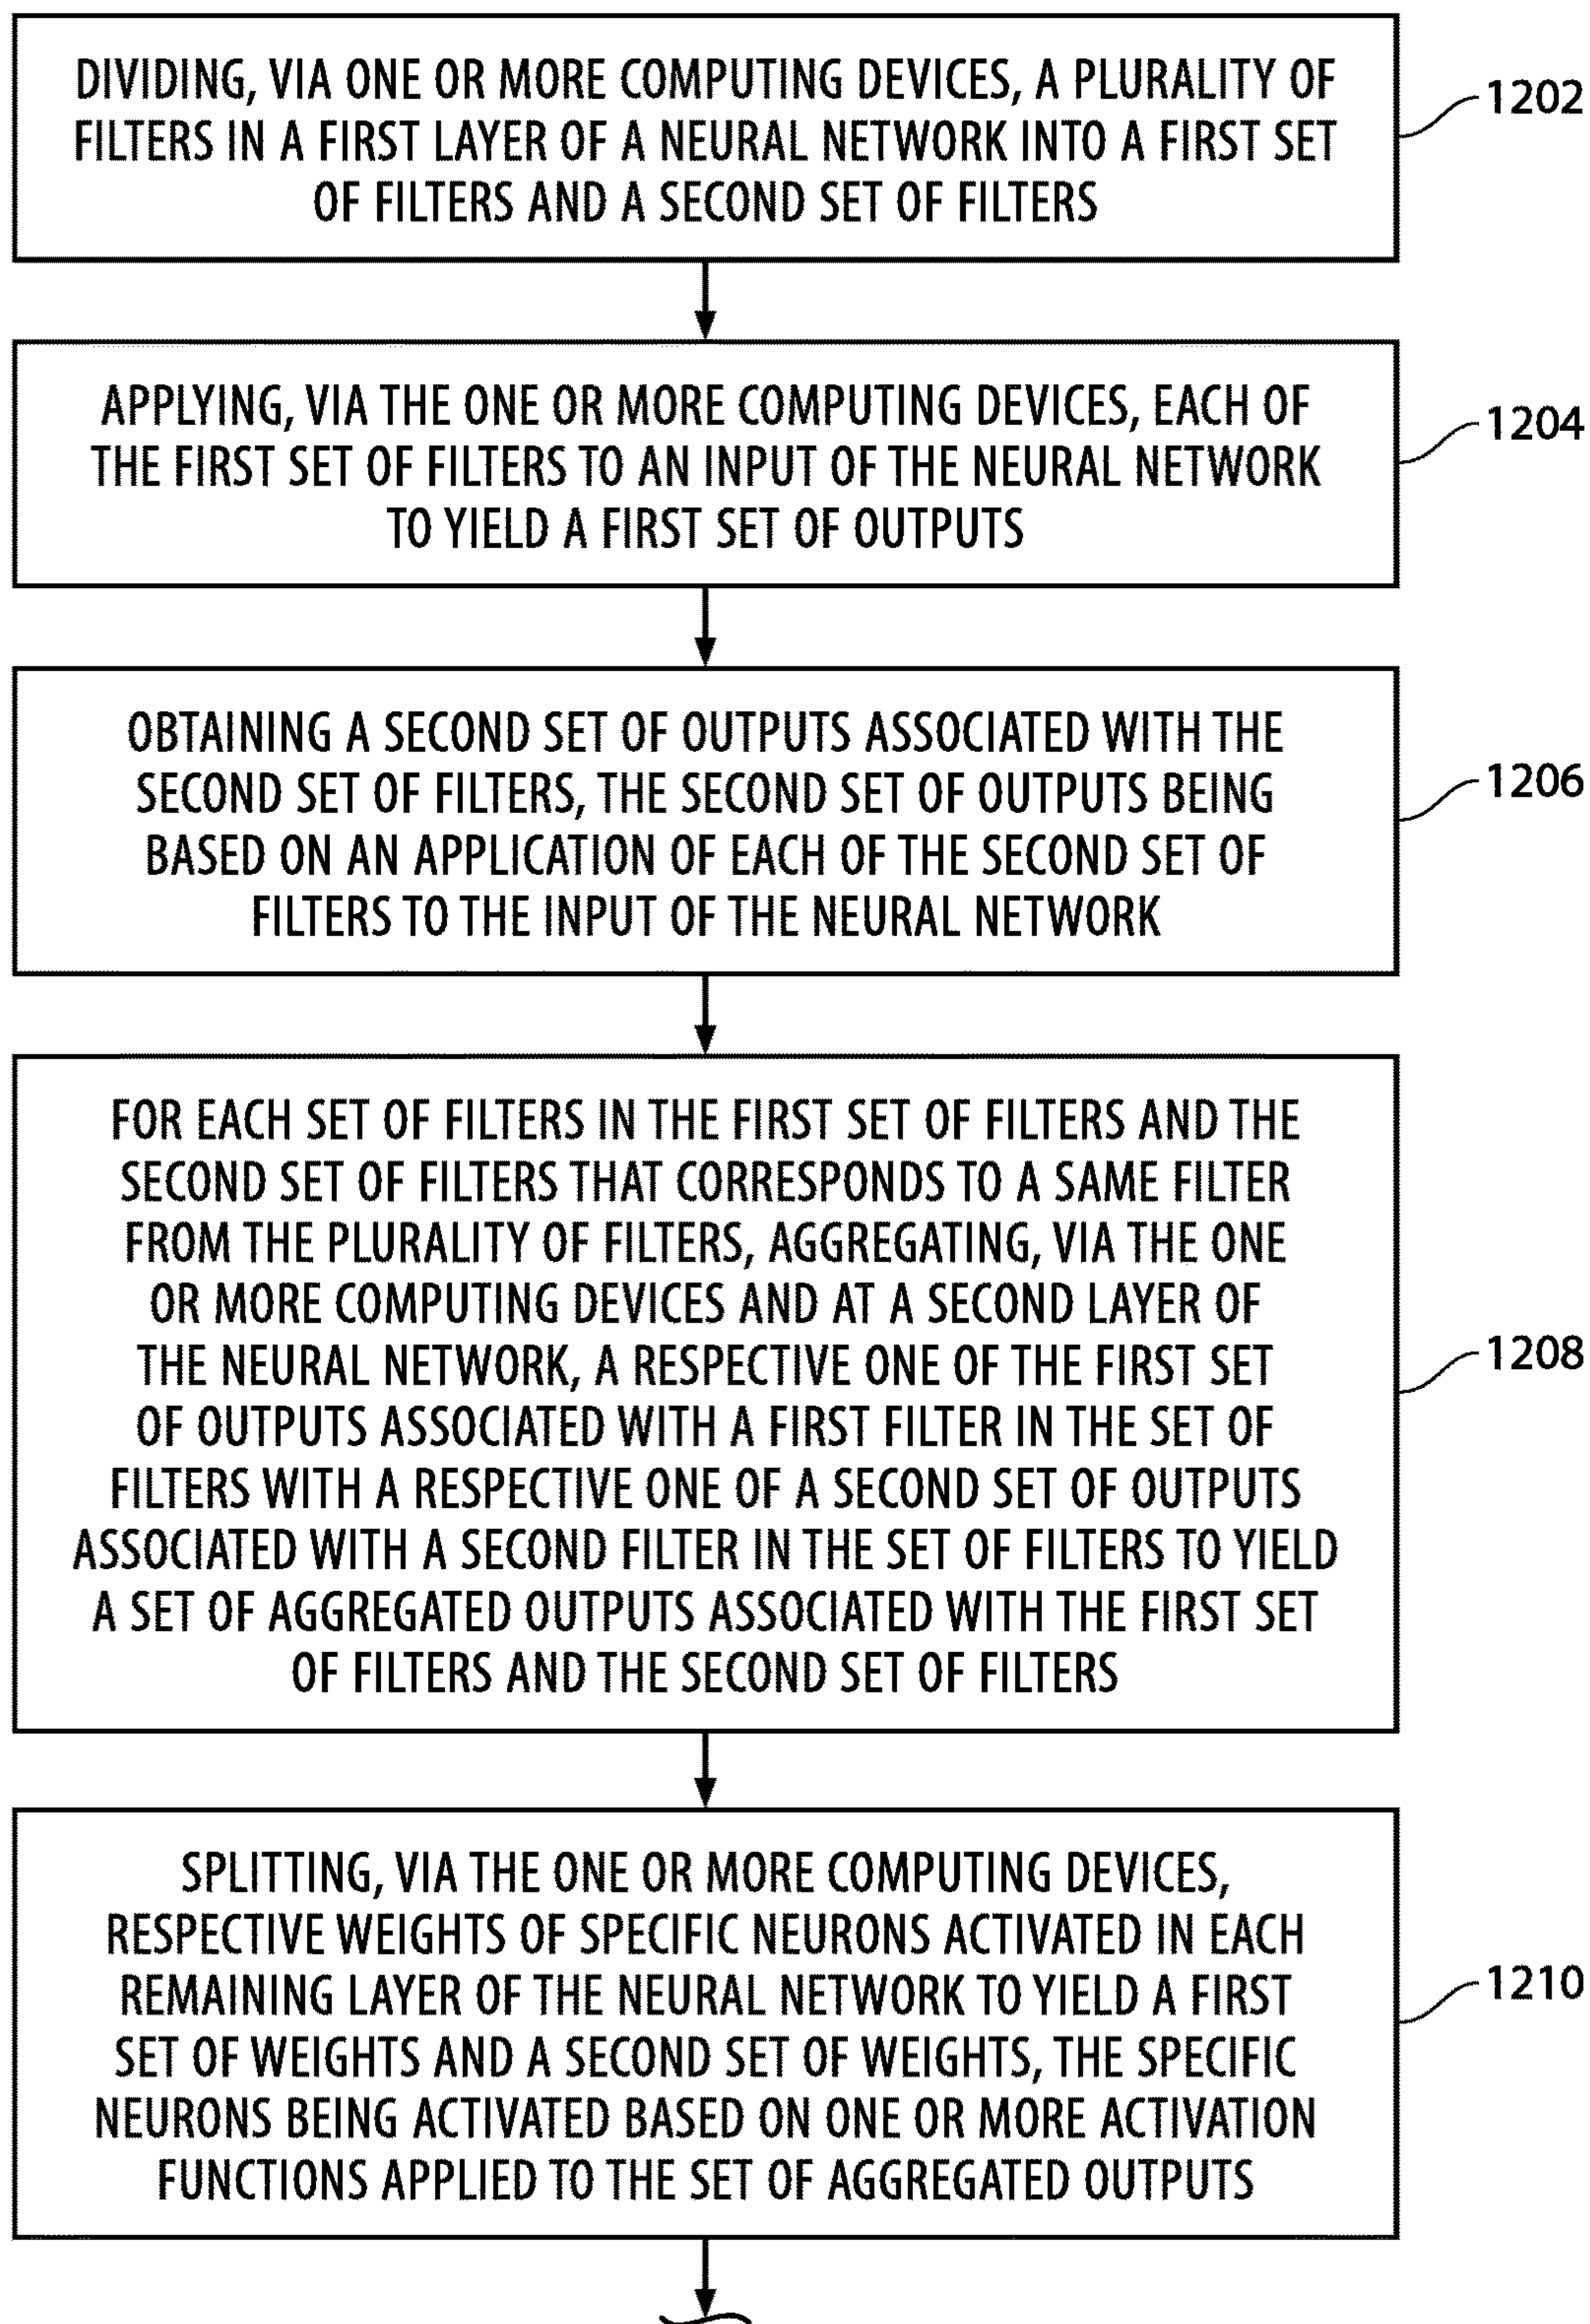 DIVIDING, VIA ONE OR MORE COMPUTING DEVICES, A PLURALITY OF
FILTERS IN A FIRST LAYER OF A NEURAL NETWORK INTO A FIRST SET
OF FILTERS AND A SECOND SET OF FILTERS
1202
APPLYING, VIA THE ONE OR MORE COMPUTING DEVICES, EACH OF
THE FIRST SET OF FILTERS TO AN INPUT OF THE NEURAL NETWORK
TO YIELD A FIRST SET OF OUTPUTS
1204
OBTAINING A SECOND SET OF OUTPUTS ASSOCIATED WITH THE
SECOND SET OF FILTERS, THE SECOND SET OF OUTPUTS BEING
BASED ON AN APPLICATION OF EACH OF THE SECOND SET OF
FILTERS TO THE INPUT OF THE NEURAL NETWORK
1206
FOR EACH SET OF FILTERS IN THE FIRST SET OF FILTERS AND THE
SECOND SET OF FILTERS THAT CORRESPONDS TO A SAME FILTER
FROM THE PLURALITY OF FILTERS, AGGREGATING, VIA THE ONE
OR MORE COMPUTING DEVICES AND AT A SECOND LAYER OF
THE NEURAL NETWORK, A RESPECTIVE ONE OF THE FIRST SET
OF OUTPUTS ASSOCIATED WITH A FIRST FILTER IN THE SET OF
FILTERS WITH A RESPECTIVE ONE OF A SECOND SET OF OUTPUTS
ASSOCIATED WITH A SECOND FILTER IN THE SET OF FILTERS TO YIELD
A SET OF AGGREGATED OUTPUTS ASSOCIATED WITH THE FIRST SET
OF FILTERS AND THE SECOND SET OF FILTERS
1208
SPLITTING, VIA THE ONE OR MORE COMPUTING DEVICES,
RESPECTIVE WEIGHTS OF SPECIFIC NEURONS ACTIVATED IN EACH
REMAINING LAYER OF THE NEURAL NETWORK TO YIELD A FIRST
SET OF WEIGHTS AND A SECOND SET OF WEIGHTS, THE SPECIFIC
NEURONS BEING ACTIVATED BASED ON ONE OR MORE ACTIVATION
FUNCTIONS APPLIED TO THE SET OF AGGREGATED OUTPUTS
1210